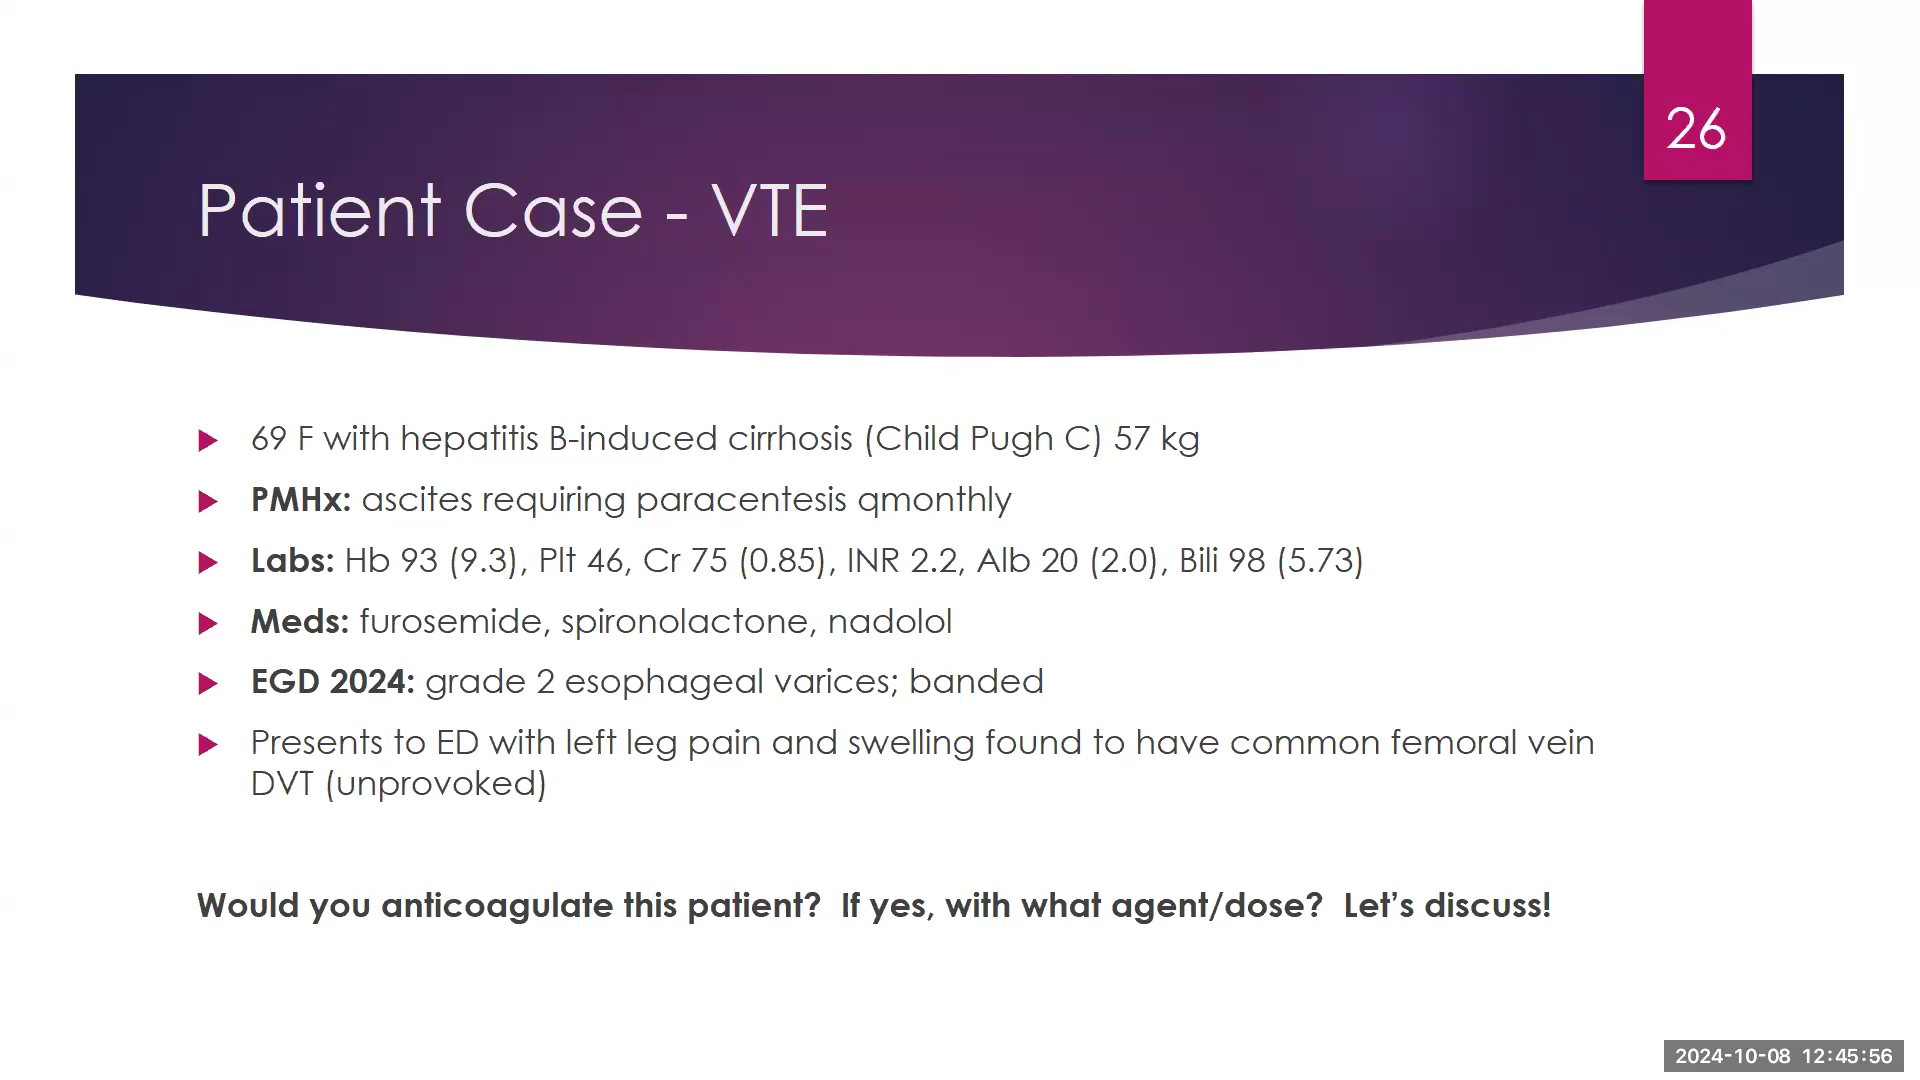 26
Patient Case - VTE
69 F with hepatitis B-induced cirrhosis (Child Pugh C) 57 kg
PMHx: ascites requiring paracentesis qmonthly
Labs: Hb 93 (9.3), Plt 46, Cr 75 (0.85), INR 2.2, Alb 20 (2.0), Bili 98 (5.73)
Meds: furosemide, spironolactone, nadolol
EGD 2024: grade 2 esophageal varices; banded
Presents to ED with left leg pain and swelling found to have common femoral vein
DVT (unprovoked)
Would you anticoagulate this patient?  If yes, with what agent/dose?  Let’s discuss!
2024-10-08 12:45:56